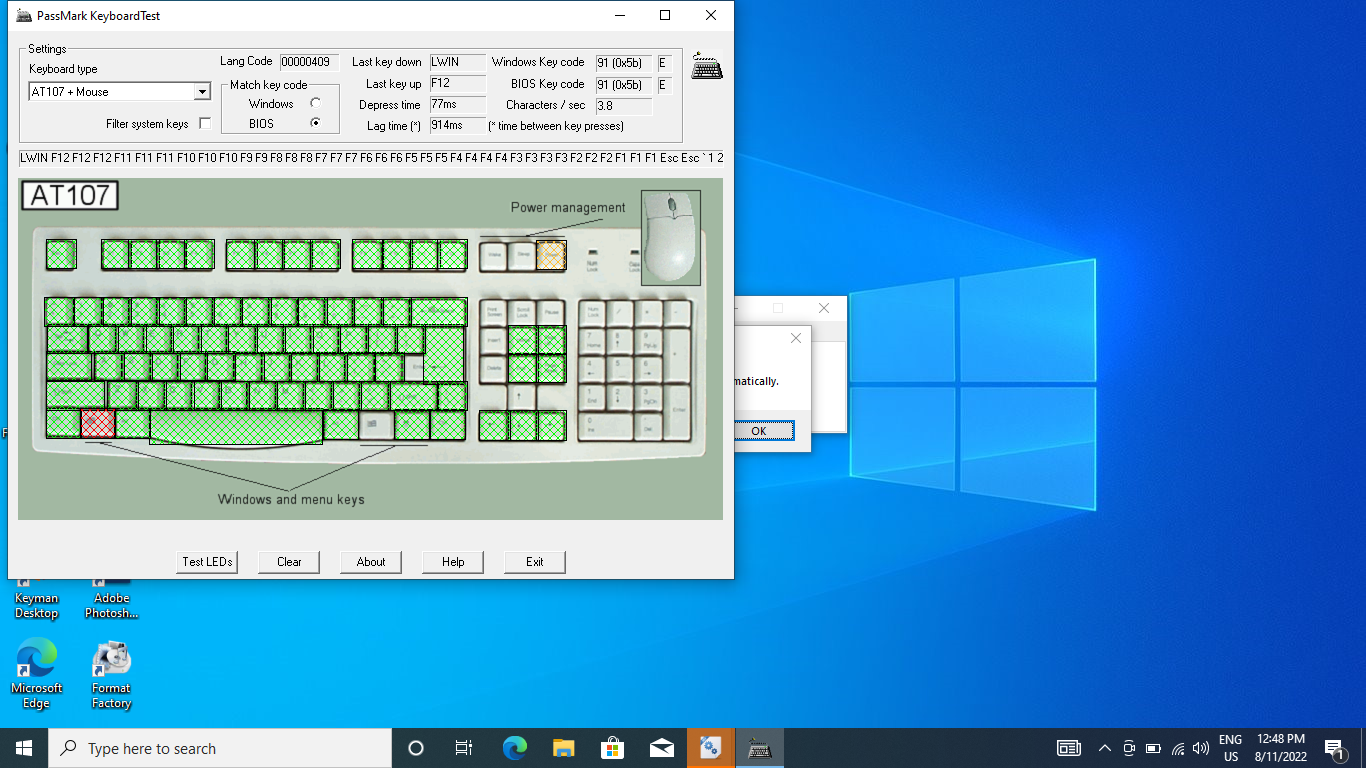 PassMark KeyboardTest
Settings
Keyboard type
AT107 + Mouse
Filter system keys
Lang Code 00000409
Match key code
Windows
BIOS
Last key down LWIN
Last key up F12
Depress time 77ms
Lag time (*) 914ms (* time between key presses)
Windows Key code 91 (0x5b) E
BIOS Key code 91 (0x5b) E
Characters / sec 3.8
LWIN F12 F12 F12 F11 F11 F11 F10 F10 F10 F9 F9 F8 F8 F8 F7 F7 F7 F6 F6 F6 F5 F5 F4 F4 F4 F4 F3 F3 F3 F3 F2 F2 F2 F1 F1 F1 Esc Esc ` 1 2
AT107
Power management
Windows and menu keys
Test LEDs
Clear
About
Help
Exit
matically.
OK
Keyman
Desktop
Adobe
Photosh...
Microsoft
Edge
Format
Factory
Type here to search
ENG
US
12:48 PM
8/11/2022
1